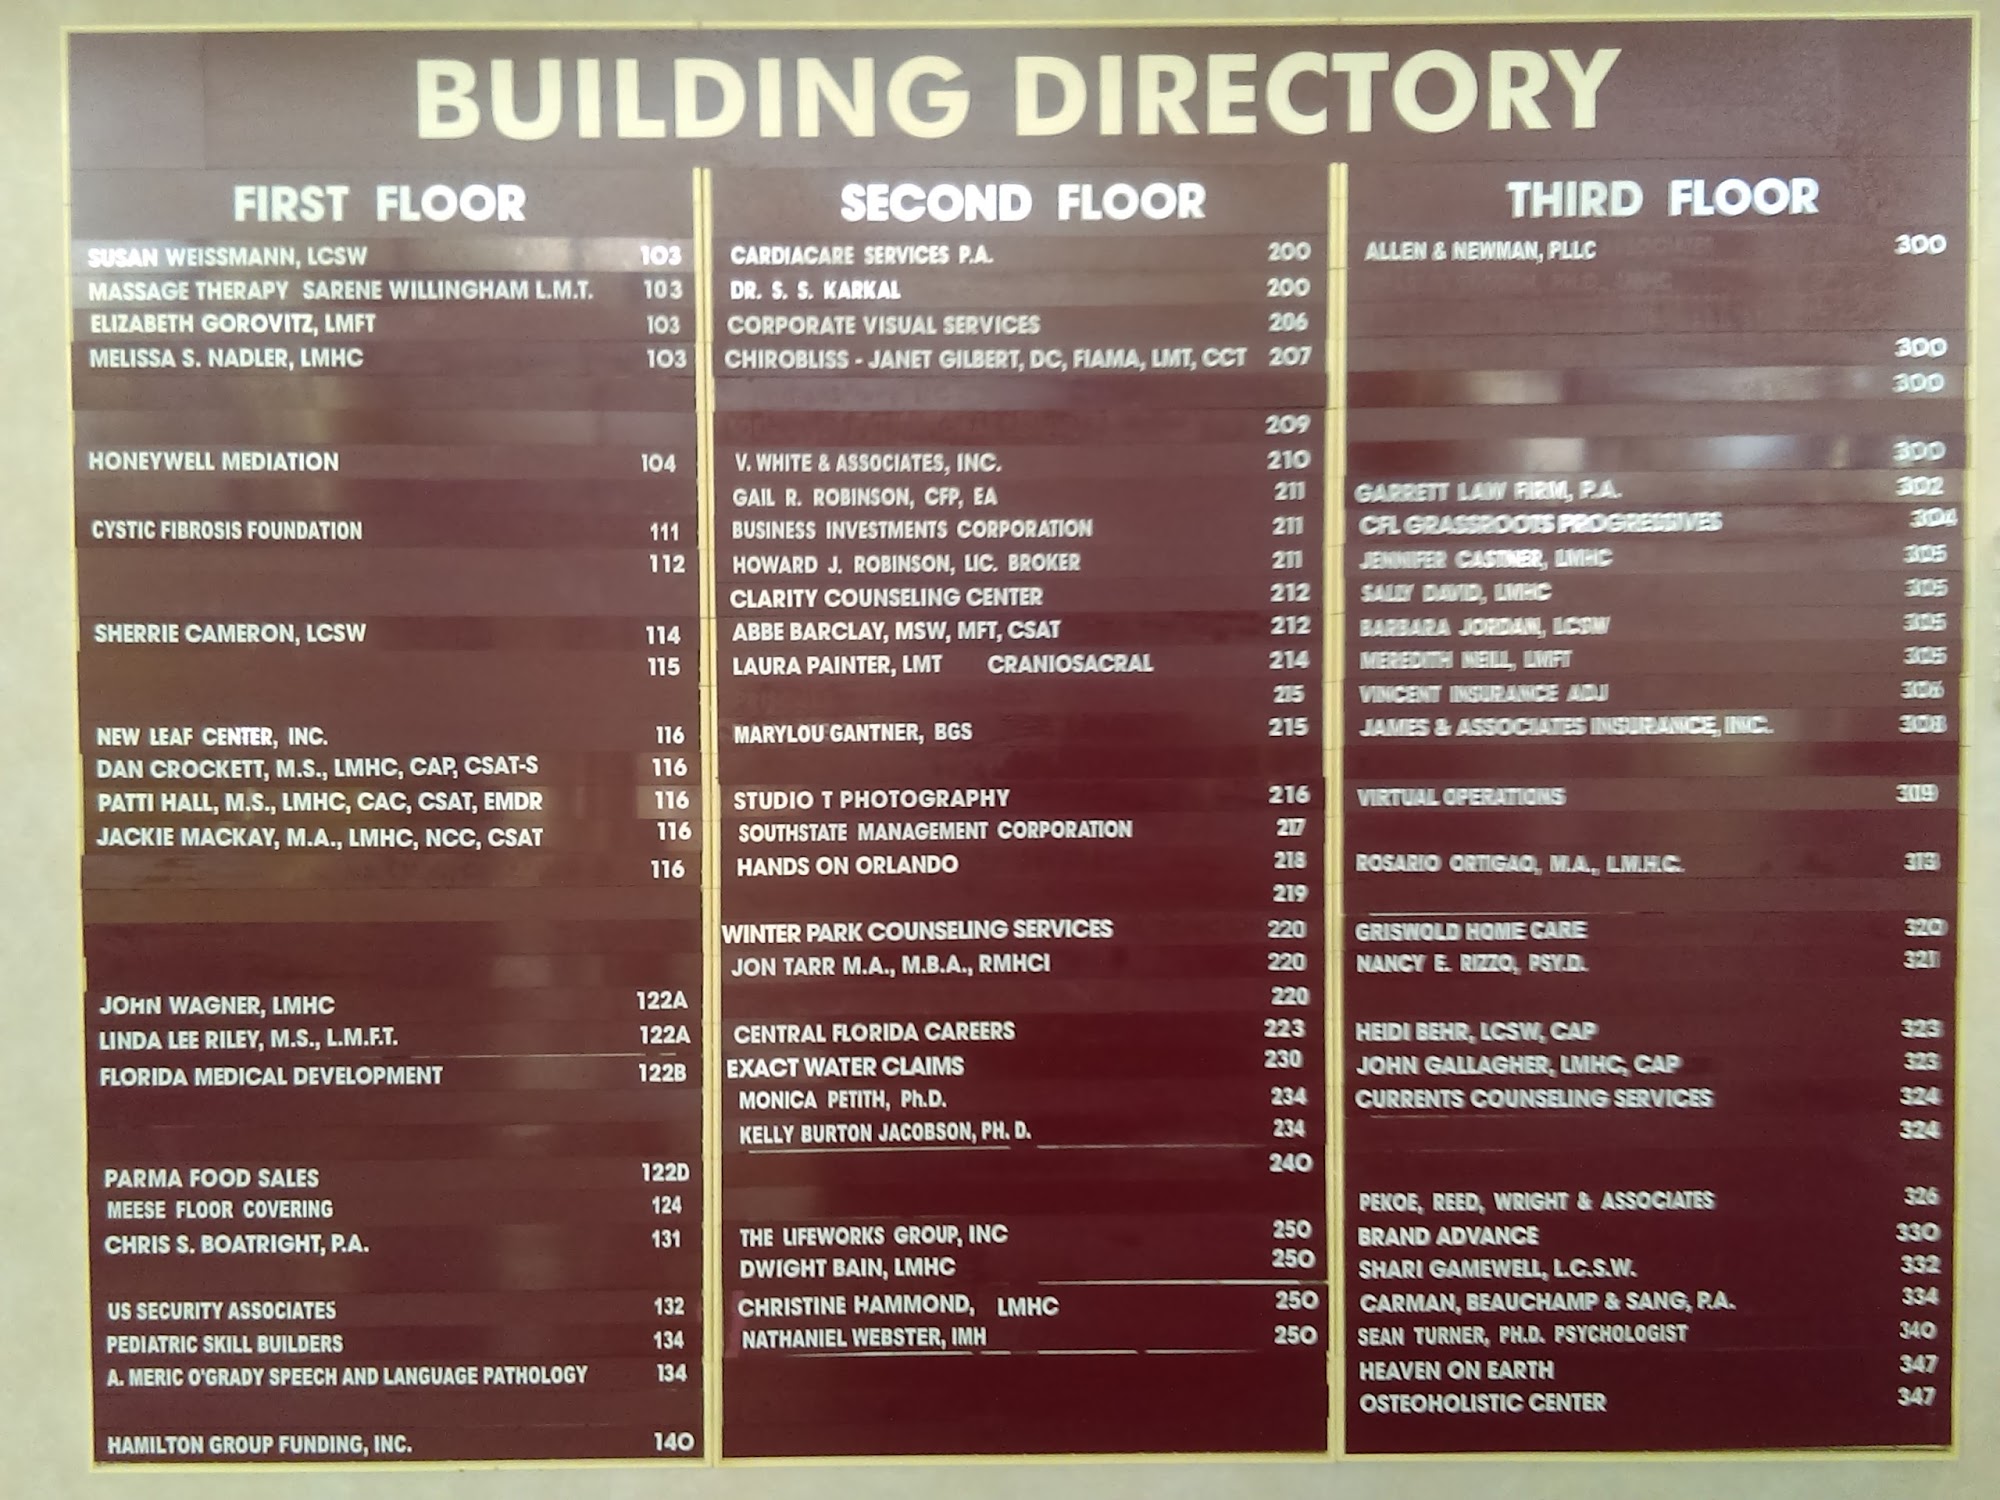 BUILDING DIRECTORY
FIRST FLOOR
SUSAN WEISSMANN, LCSW 103
MASSAGE THERAPY SARENE WILLINGHAM L.M.T. 103
ELIZABETH GOROVITZ, LMFT 103
MELISSA S. NADLER, LMHC 103
HONEYWELL MEDIATION 104
CYSTIC FIBROSIS FOUNDATION 111
112
SHERRIE CAMERON, LCSW 114
115
NEW LEAF CENTER, INC. 116
DAN CROCKETT, M.S., LMHC, CAP, CSAT-S 116
PATTI HALL, M.S., LMHC, CAC, CSAT, EMDR 116
JACKIE MACKAY, M.A., LMHC, NCC, CSAT 116
116
JOHN WAGNER, LMHC 122A
LINDA LEE RILEY, M.S., L.M.F.T. 122A
FLORIDA MEDICAL DEVELOPMENT 122B
PARMA FOOD SALES 122D
MEESE FLOOR COVERING 124
CHRIS S. BOATRIGHT, P.A. 131
US SECURITY ASSOCIATES 132
PEDIATRIC SKILL BUILDERS 134
A. MERIC O'GRADY SPEECH AND LANGUAGE PATHOLOGY 134
HAMILTON GROUP FUNDING, INC. 140
SECOND FLOOR
CARDIACARE SERVICES P.A. 200
DR. S. S. KARKAL 200
CORPORATE VISUAL SERVICES 206
CHIROBLISS - JANET GILBERT, DC, FIAMA, LMT, CCT 207
209
V. WHITE & ASSOCIATES, INC. 210
GAIL R. ROBINSON, CFP, EA 211
BUSINESS INVESTMENTS CORPORATION 211
HOWARD J. ROBINSON, LIC. BROKER 211
CLARITY COUNSELING CENTER 212
ABBE BARCLAY, MSW, MFT, CSAT 212
LAURA PAINTER, LMT CRANIOSACRAL 214
215
MARYLOU GANTNER, BGS 215
STUDIO T PHOTOGRAPHY 216
SOUTHSTATE MANAGEMENT CORPORATION 217
HANDS ON ORLANDO 218
219
WINTER PARK COUNSELING SERVICES 220
JON TARR M.A., M.B.A., RMHCI 220
220
CENTRAL FLORIDA CAREERS 223
EXACT WATER CLAIMS 230
MONICA PETITH, Ph.D. 234
KELLY BURTON JACOBSON, PH. D. 234
240
THE LIFEWORKS GROUP, INC 250
DWIGHT BAIN, LMHC 250
CHRISTINE HAMMOND, LMHC 250
NATHANIEL WEBSTER, IMH 250
THIRD FLOOR
ALLEN & NEWMAN, PLLC 300
300
300
300
GARRETT LAW FIRM, P.A. 302
CFL GRASSROOTS PROGRESSIVES 304
JENNIFER CASTNER, LMHC 305
SALLY DAVID, LMHC 305
BARBARA JORDAN, LCSW 305
MEREDITH NEILL, LMFT 305
VINCENT INSURANCE ADJ 306
JAMES & ASSOCIATES INSURANCE, INC. 308
VIRTUAL OPERATIONS 309
ROSARIO ORTIGAO, M.A., L.M.H.C. 313
GRISWOLD HOME CARE 320
NANCY E. RIZZO, PSY.D. 321
HEIDI BEHR, LCSW, CAP 323
JOHN GALLAGHER, LMHC, CAP 323
CURRENTS COUNSELING SERVICES 324
324
PEKOE, REED, WRIGHT & ASSOCIATES 326
BRAND ADVANCE 330
SHARI GAMEWELL, L.C.S.W. 332
CARMAN, BEAUCHAMP & SANG, P.A. 334
SEAN TURNER, PH.D. PSYCHOLOGIST 340
HEAVEN ON EARTH 347
OSTEOHOLISTIC CENTER 347